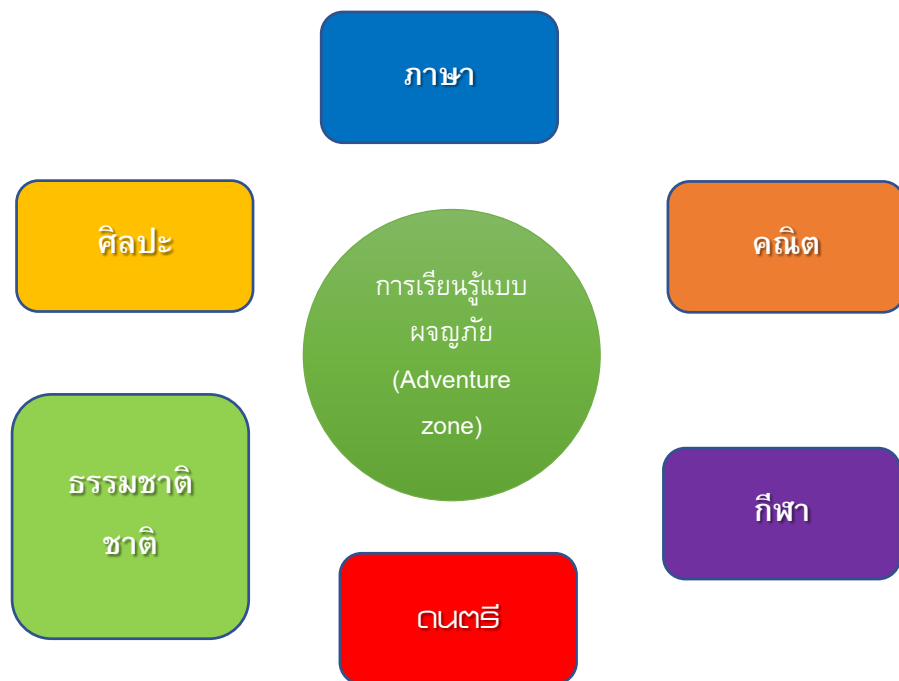 ภาษา
ศิลปะ
คณิต
การเรียนรู้แบบ
ผจญภัย
(Adventure
zone)
ธรรมชาติ
ชาติ
กีฬา
ดนตรี